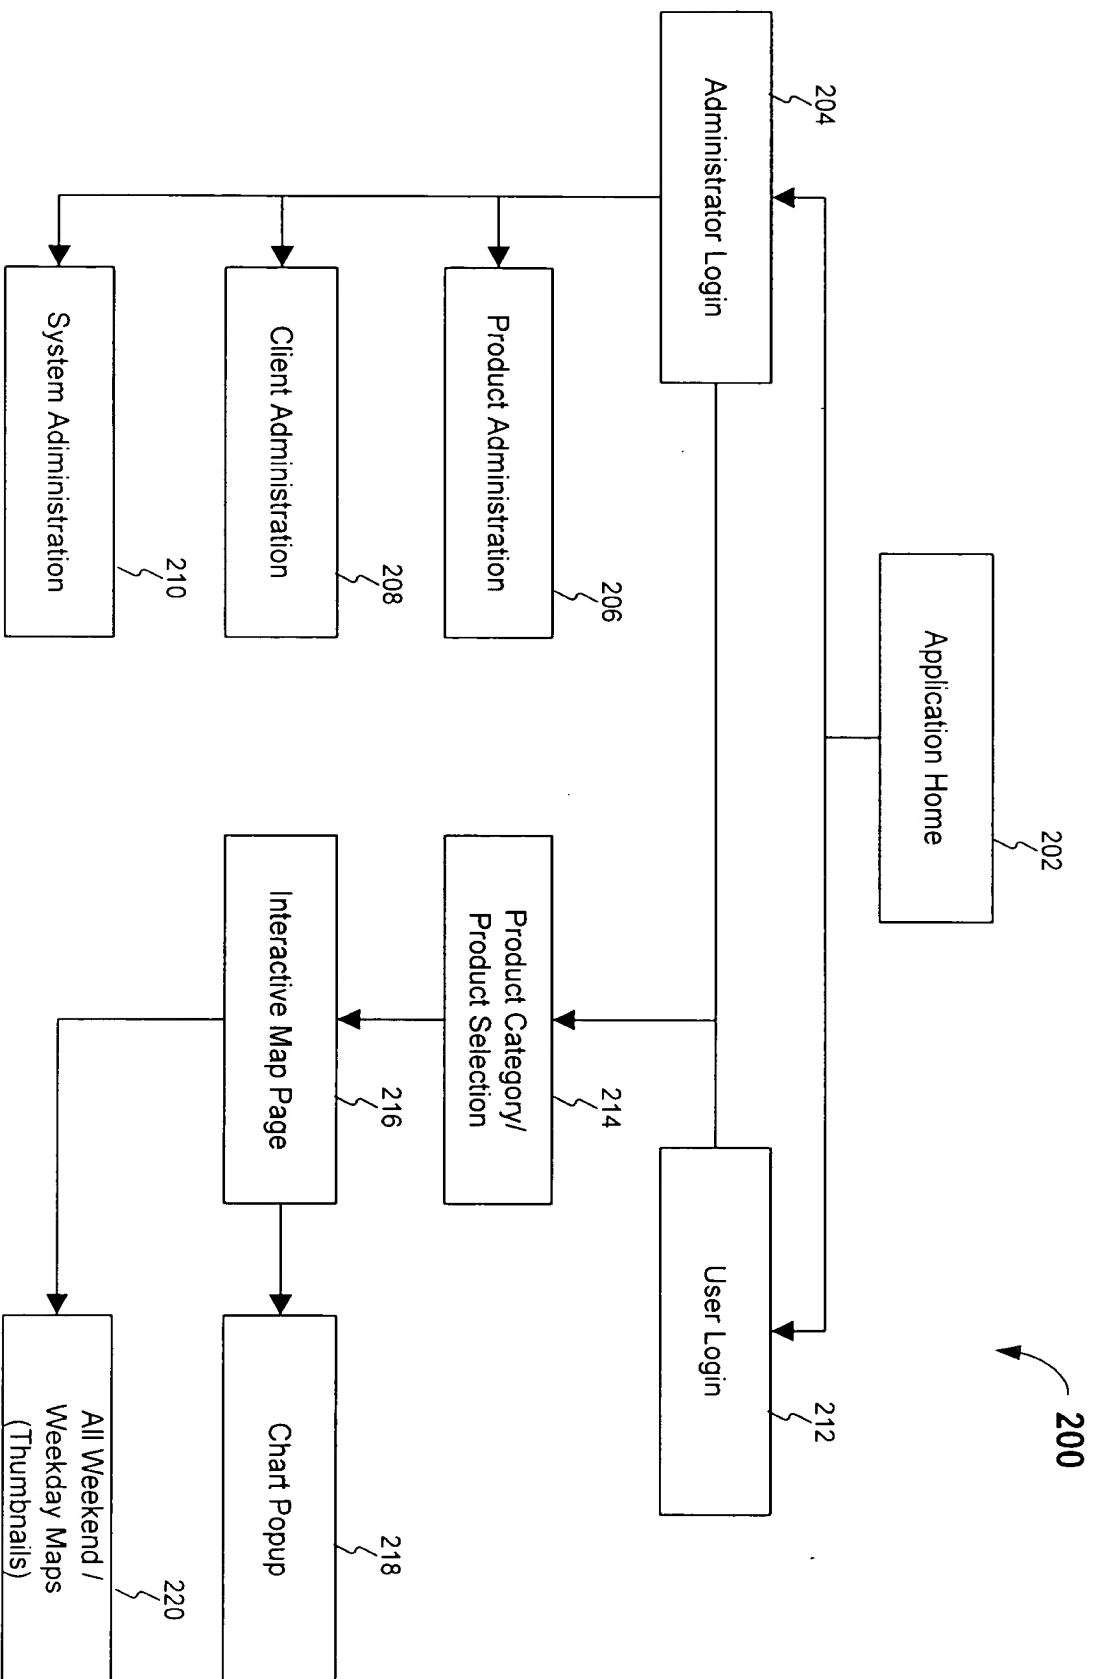 200
202
Application Home
204
Administrator Login
212
User Login
206
Product Administration
214
Product Category/
Product Selection
208
Client Administration
216
Interactive Map Page
218
Chart Popup
210
System Adiministration
220
All Weekend /
Weekday Maps
(Thumbnails)